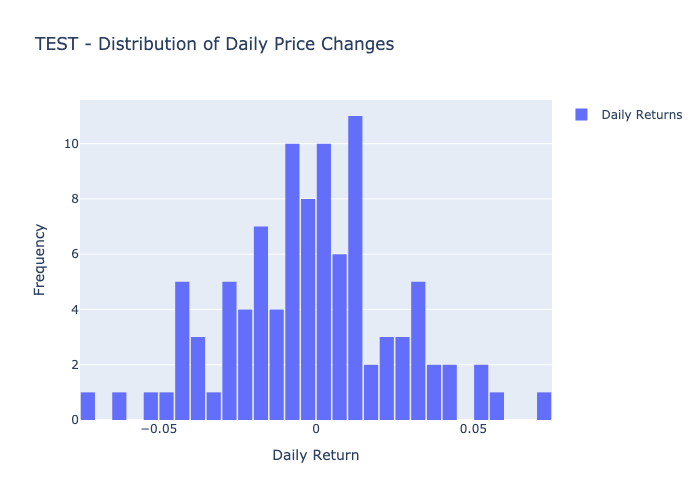 TEST - Distribution of Daily Price Changes
Daily Returns
10
8
6
4
2
0
Frequency
−0.05
0
0.05
Daily Return